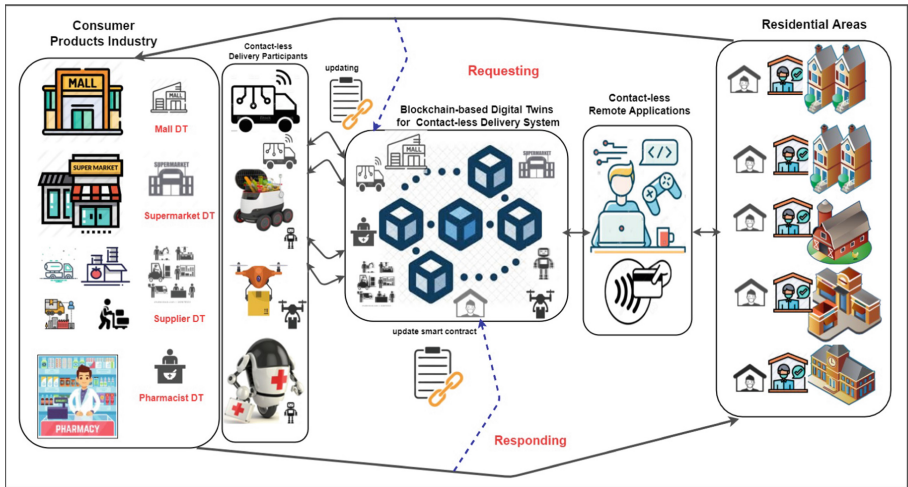 Consumer
Products Industry
MALL
MALL
Mall DT
SUPER MARKET
SUPERMARKET
Supermarket DT
Supplier DT
Pharmacist DT
PHARMACY
Contact-less
Delivery Participants
updating
Requesting
Blockchain-based Digital Twins
for Contact-less Delivery System
MALL
SUPERMARKET
update smart contract
Responding
Contact-less
Remote Applications
</>
Residential Areas